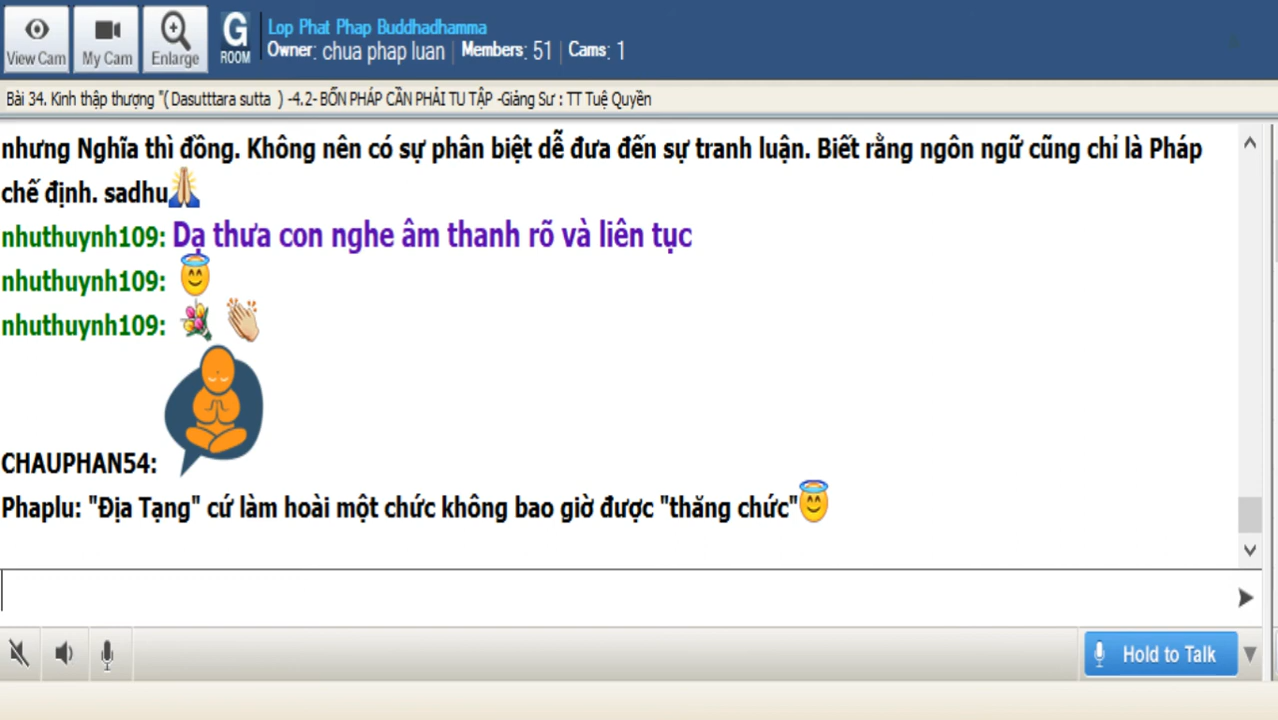 Lop Phat Phap Buddhadhamma
View Cam
My Cam
Enlarge
G
ROOM
Owner: chua phap luan | Members: 51 | Cams: 1
Bài 34. Kinh thập thượng "( Dasutttara sutta ) -4.2- BỐN PHÁP CẦN PHẢI TU TẬP -Giảng Sư : TT Tuệ Quyền
nhưng Nghĩa thì đồng. Không nên có sự phân biệt dễ đưa đến sự tranh luận. Biết rằng ngôn ngữ cũng chỉ là Pháp
chế định. sadhu
nhuthuynh109: Dạ thưa con nghe âm thanh rõ và liên tục
nhuthuynh109:
nhuthuynh109:
CHAUPHAN54:
Phaplu: "Địa Tạng" cứ làm hoài một chức không bao giờ được "thăng chức"
Hold to Talk